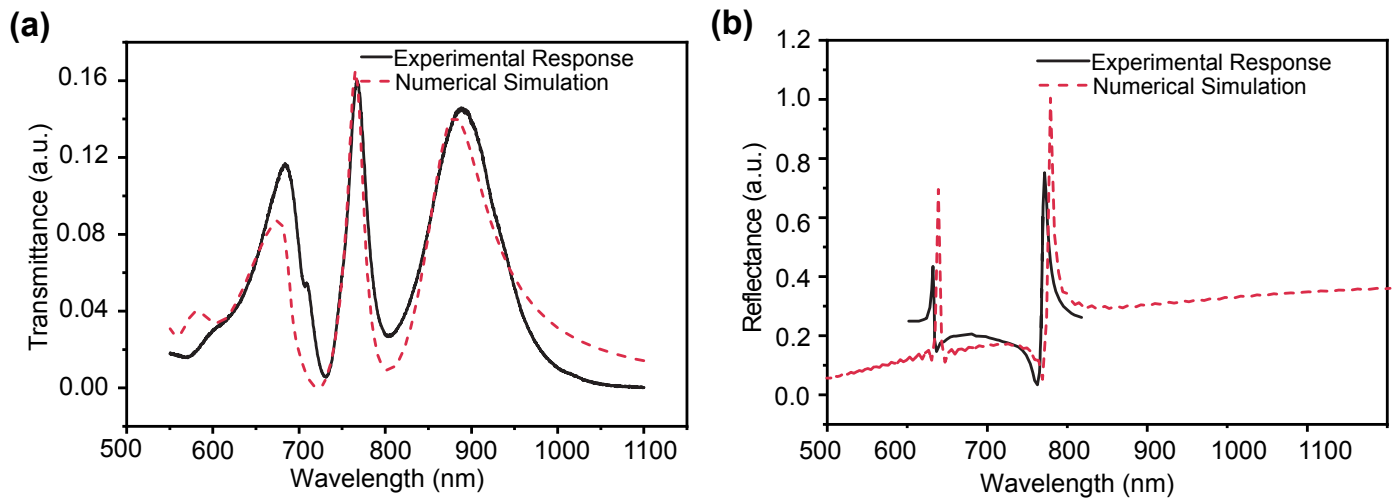 (a)
Experimental Response
Numerical Simulation
0.16
0.12
0.08
0.04
0.00
Transmittance (a.u.)
500 600 700 800 900 1000 1100
Wavelength (nm)
(b)
Experimental Response
Numerical Simulation
1.2
1.0
0.8
0.6
0.4
0.2
0.0
Reflectance (a.u.)
500 600 700 800 900 1000 1100
Wavelength (nm)